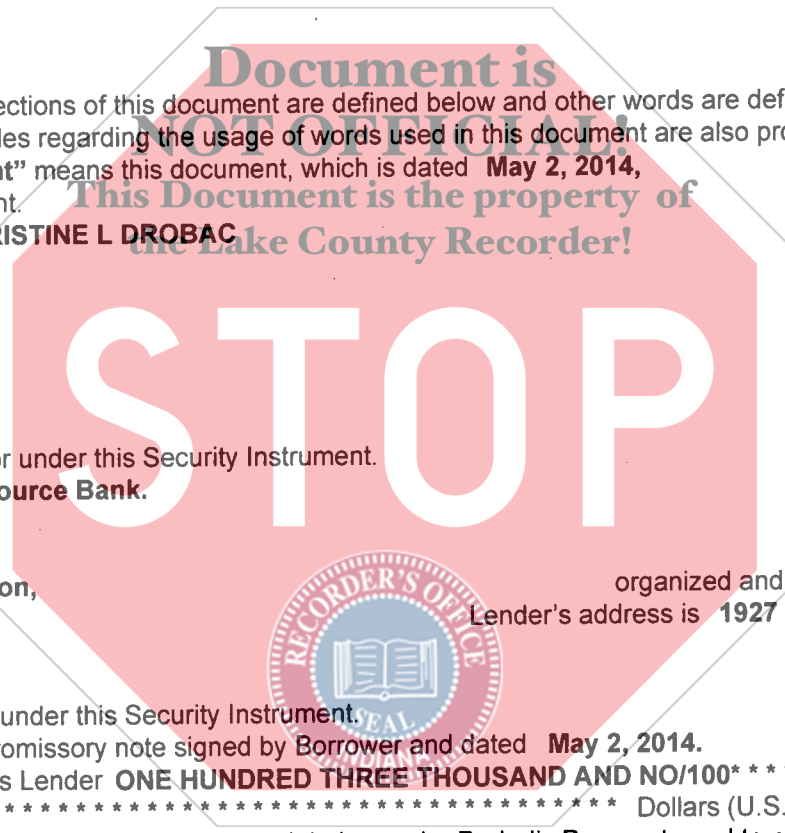 Document is
ections of this document are defined below and other words are def
les regarding the usage of words used in this document are also pro
NOT OFFICIAL!
nt” means this document, which is dated May 2, 2014,
This Document is the property of
nt.
RISTINE L DROBAC
the Lake County Recorder!
STOP
or under this Security Instrument.
ource Bank.
on,
organized and
RECORDER'S OFFICE
Lender's address is 1927
under this Security Instrument.
SEAL
INDIANA
omissory note signed by Borrower and dated May 2, 2014.
s Lender ONE HUNDRED THREE THOUSAND AND NO/100* * * *
* * * * * * * * * * * * * * * * * * * * * * * * * * * * * * * * * * * Dollars (U.S.